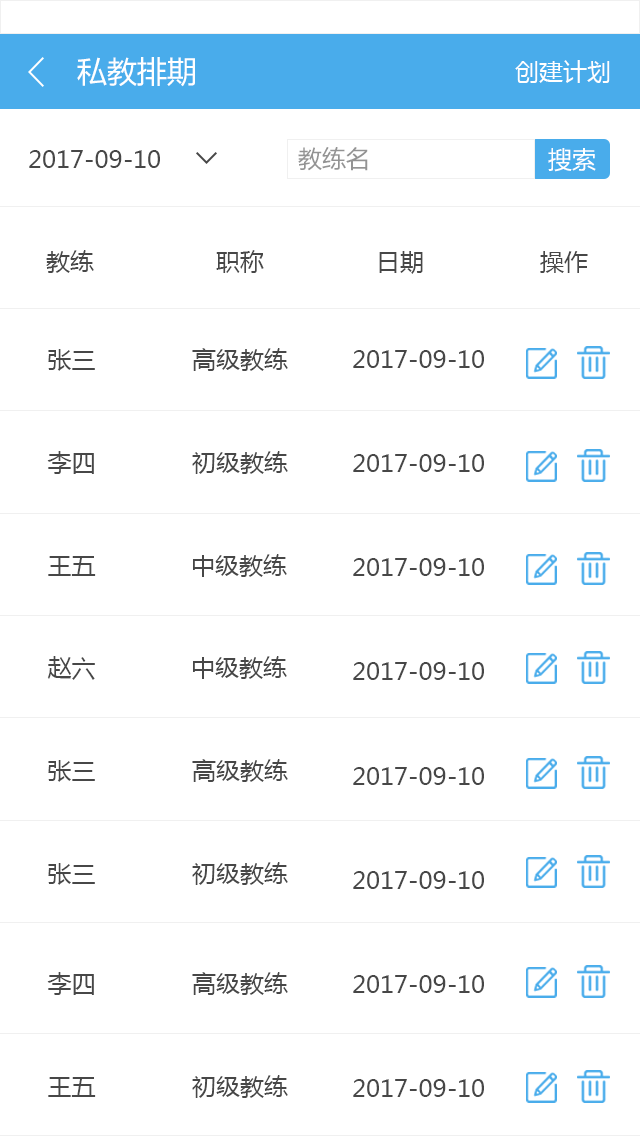 私教排期 创建计划
2017-09-10 教练名 搜索
教练 职称 日期 操作
张三 高级教练 2017-09-10
李四 初级教练 2017-09-10
王五 中级教练 2017-09-10
赵六 中级教练 2017-09-10
张三 高级教练 2017-09-10
张三 初级教练 2017-09-10
李四 高级教练 2017-09-10
王五 初级教练 2017-09-10